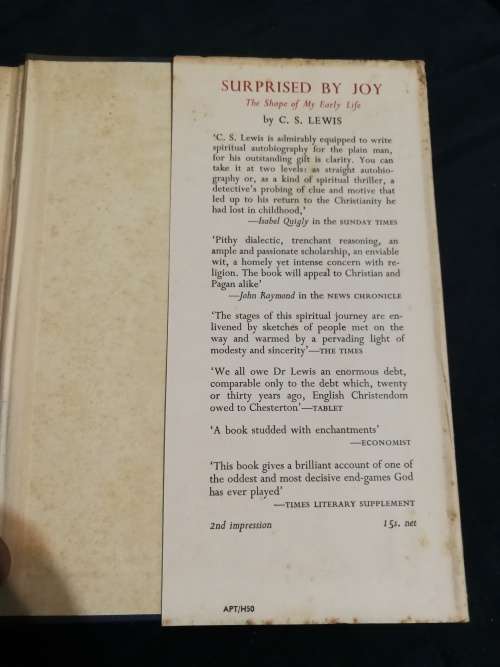 SURPRISED BY JOY
The Shape of My Early Life
by C. S. LEWIS
‘C. S. Lewis is admirably equipped to write
spiritual autobiography for the plain man,
for his outstanding gift is clarity. You can
take it at two levels: as straight autobio-
graphy or, as a kind of spiritual thriller, a
detective’s probing of clue and motive that
led up to his return to the Christianity he
had lost in childhood,’
—Isabel Quigly in the SUNDAY TIMES
‘Pithy dialectic, trenchant reasoning, an
ample and passionate scholarship, an enviable
wit, a homely yet intense concern with re-
ligion. The book will appeal to Christian and
Pagan alike’
—John Raymond in the NEWS CHRONICLE
‘The stages of this spiritual journey are en-
livened by sketches of people met on the
way and warmed by a pervading light of
modesty and sincerity’—THE TIMES
‘We all owe Dr Lewis an enormous debt,
comparable only to the debt which, twenty
or thirty years ago, English Christendom
owed to Chesterton’—TABLET
‘A book studded with enchantments’
—ECONOMIST
‘This book gives a brilliant account of one of
the oddest and most decisive end-games God
has ever played’
—TIMES LITERARY SUPPLEMENT
2nd impression 15s. net
APT/H50